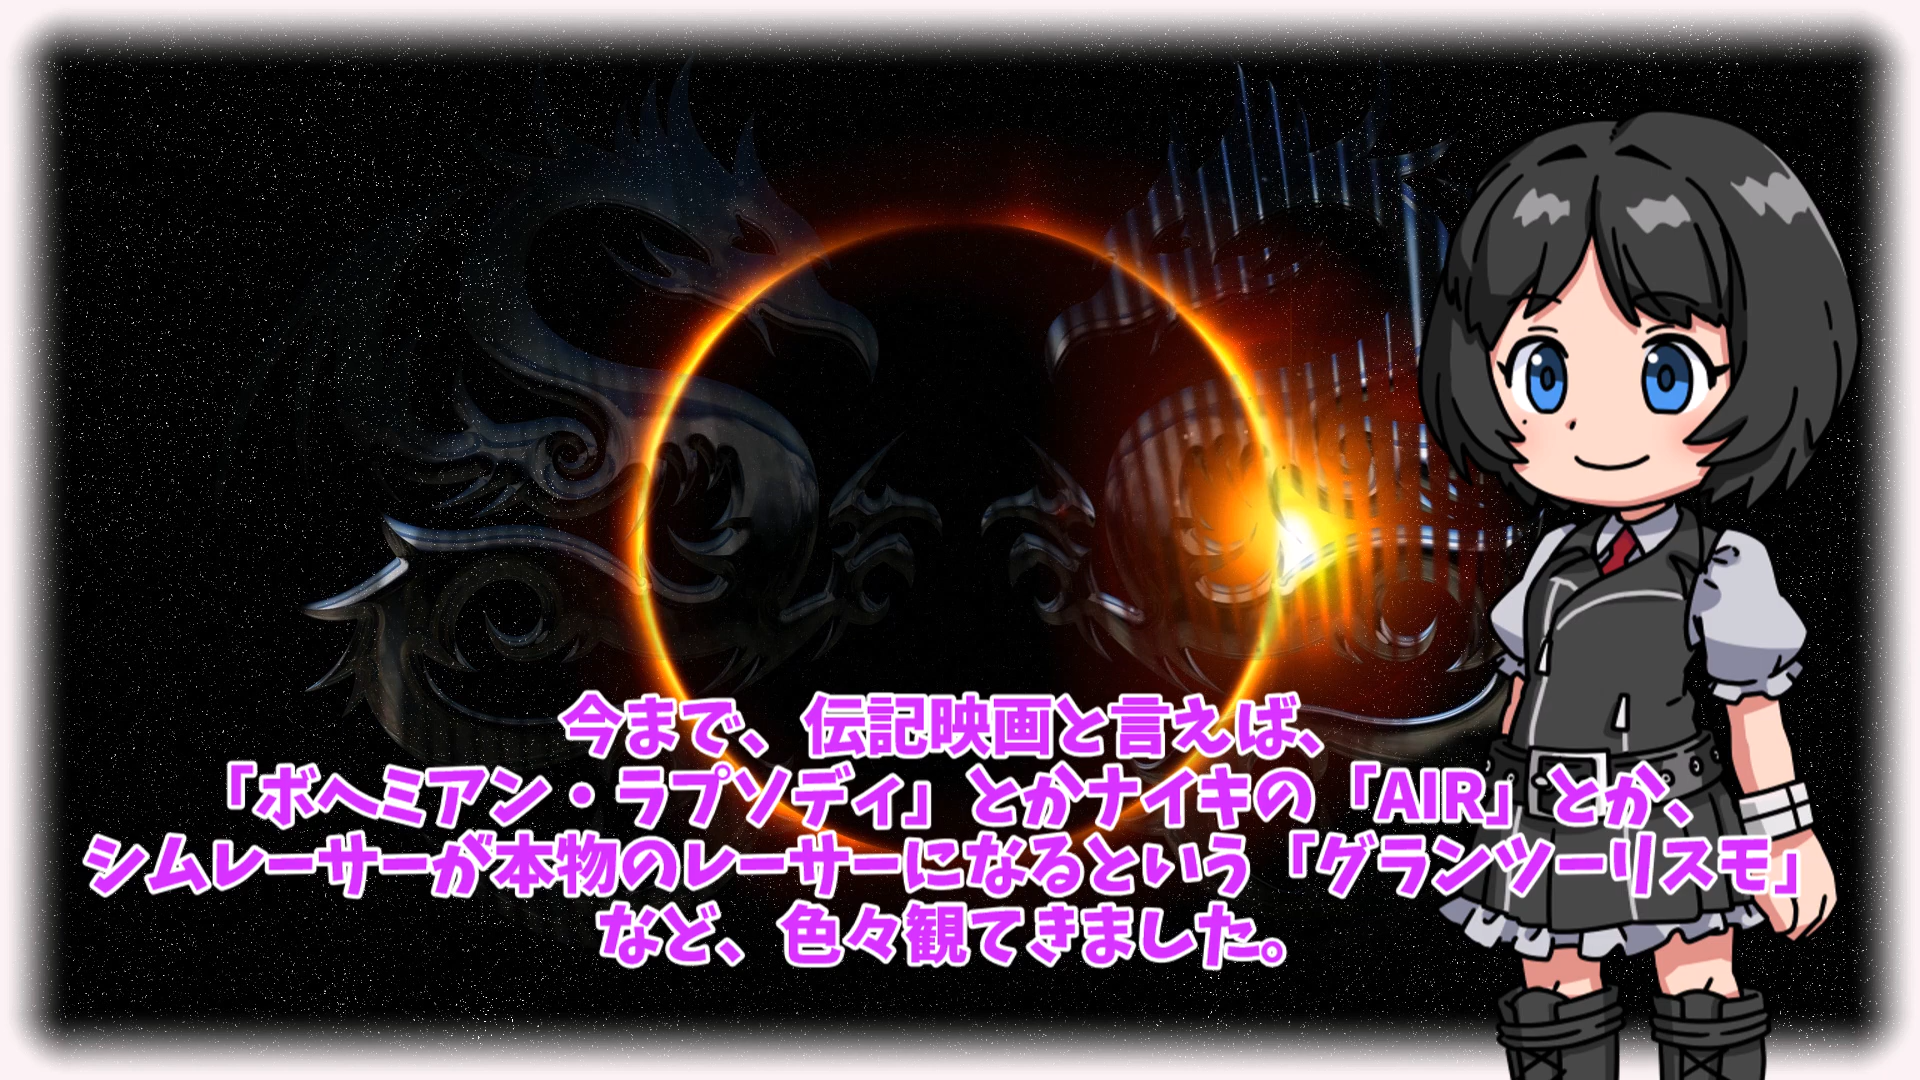 今まで、伝記映画と言えば、
「ボヘミアン・ラプソディ」とかナイキの「AIR」とか、
シムレーサーが本物のレーサーになるという「グランツーリスモ」
など、色々観てきました。